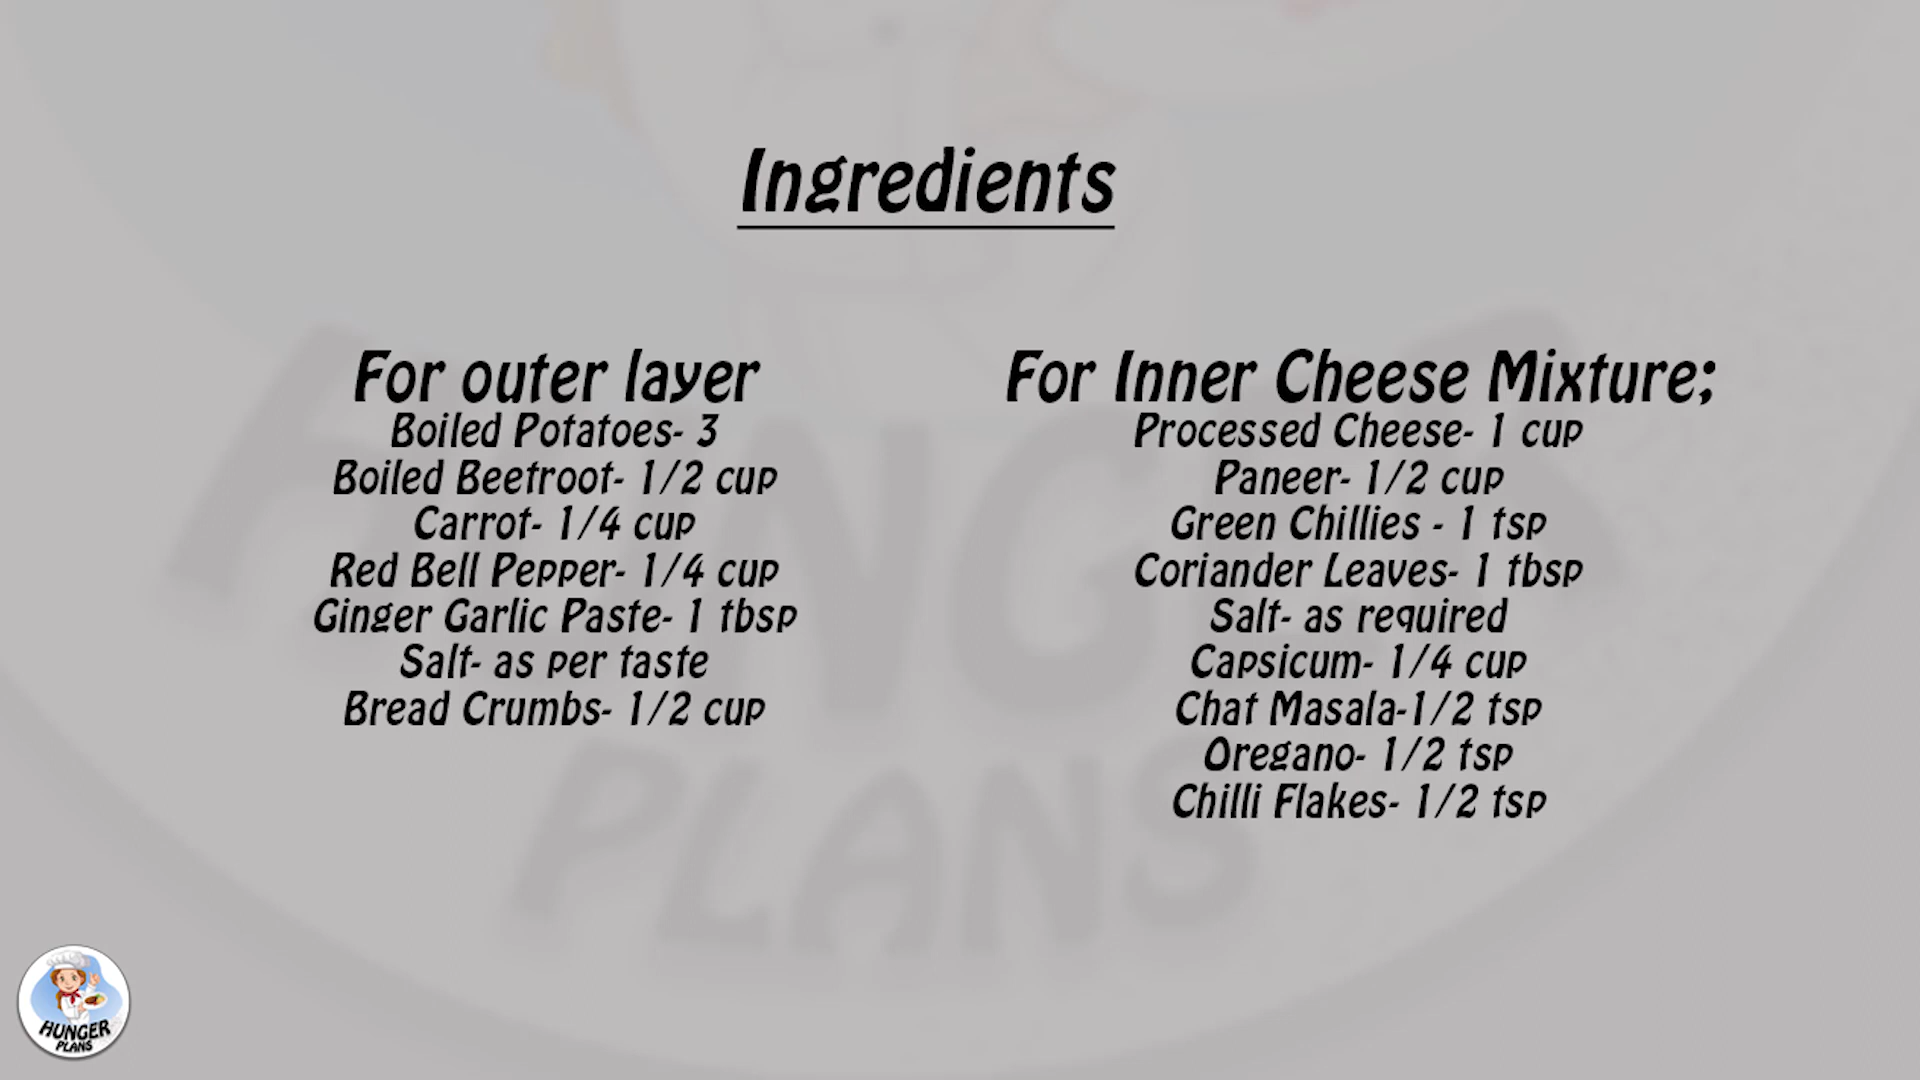 Ingredients
For outer layer
Boiled Potatoes- 3
Boiled Beetroot- 1/2 cup
Carrot- 1/4 cup
Red Bell Pepper- 1/4 cup
Ginger Garlic Paste- 1 tbsp
Salt- as per taste
Bread Crumbs- 1/2 cup
For Inner Cheese Mixture;
Processed Cheese- 1 cup
Paneer- 1/2 cup
Green Chillies - 1 tsp
Coriander Leaves- 1 tbsp
Salt- as required
Capsicum- 1/4 cup
Chat Masala-1/2 tsp
Oregano- 1/2 tsp
Chilli Flakes- 1/2 tsp
HUNGER
PLANS
HUNGER
PLANS